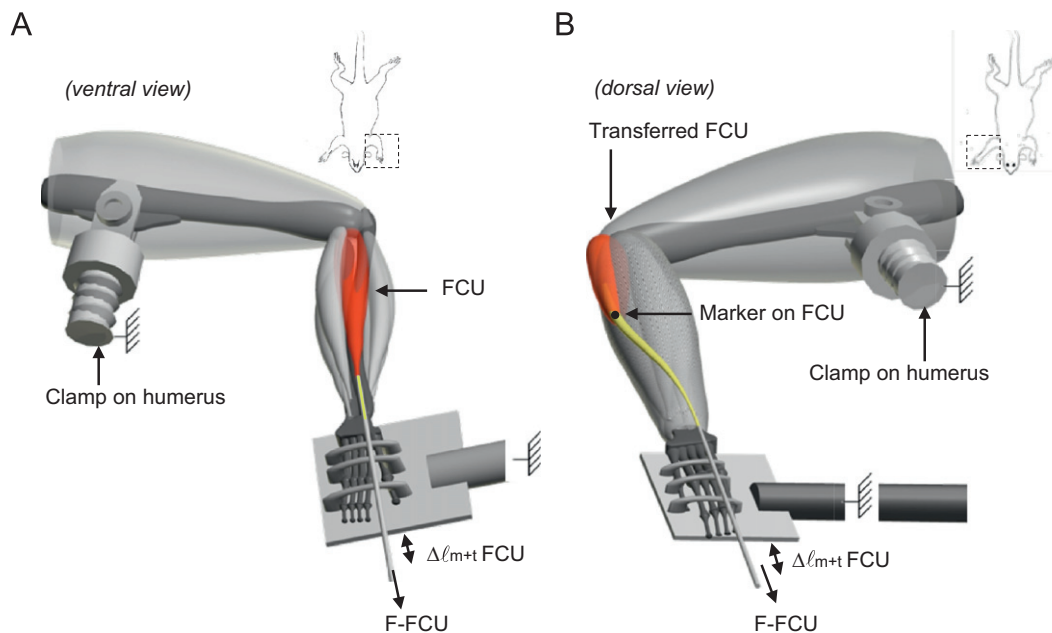 A
(ventral view)
FCU
Clamp on humerus
Δℓm+t FCU
F-FCU
B
(dorsal view)
Transferred FCU
Marker on FCU
Clamp on humerus
Δℓm+t FCU
F-FCU